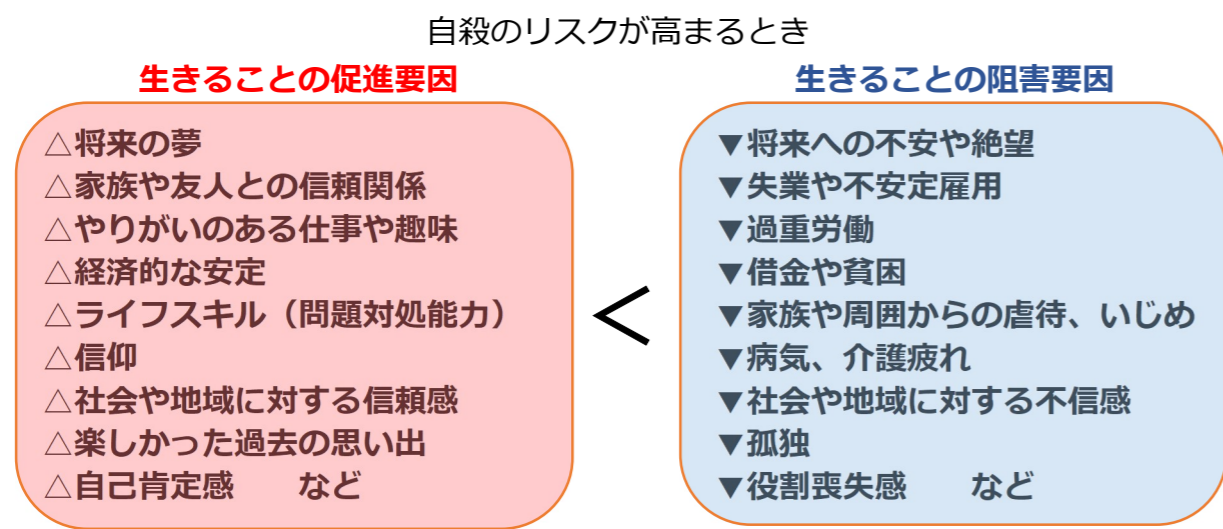 自殺のリスクが高まるとき
生きることの促進要因
△将来の夢
△家族や友人との信頼関係
△やりがいのある仕事や趣味
△経済的な安定
△ライフスキル（問題対処能力）
△信仰
△社会や地域に対する信頼感
△楽しかった過去の思い出
△自己肯定感　　など
＜
生きることの阻害要因
▼将来への不安や絶望
▼失業や不安定雇用
▼過重労働
▼借金や貧困
▼家族や周囲からの虐待、いじめ
▼病気、介護疲れ
▼社会や地域に対する不信感
▼孤独
▼役割喪失感　　など